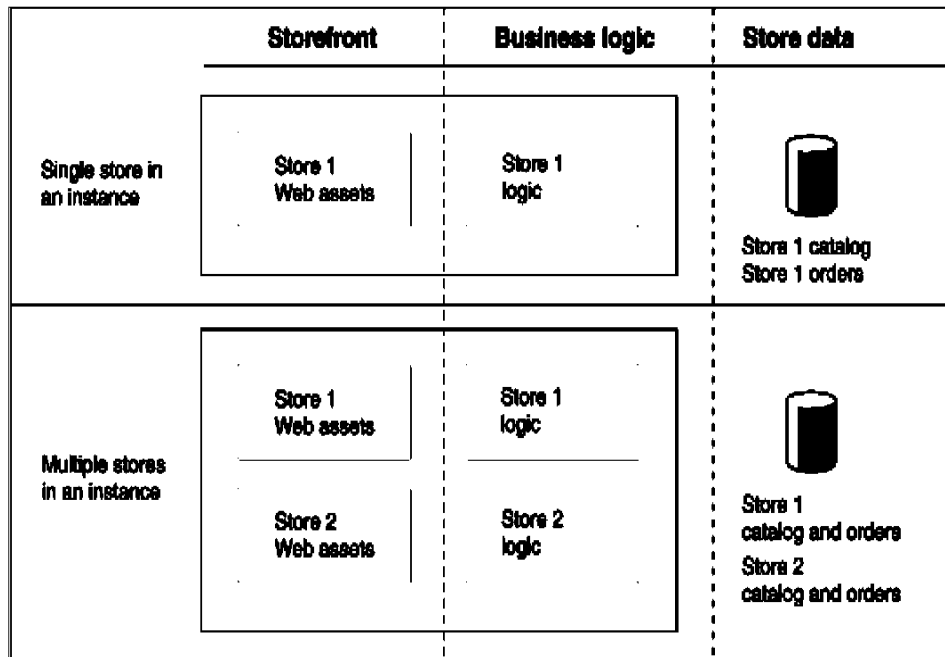 Storefront
Business logic
Store data
Single store in
an instance
Store 1
Web assets
Store 1
logic
Store 1 catalog
Store 1 orders
Multiple stores
in an instance
Store 1
Web assets
Store 1
logic
Store 2
Web assets
Store 2
logic
Store 1
catalog and orders
Store 2
catalog and orders